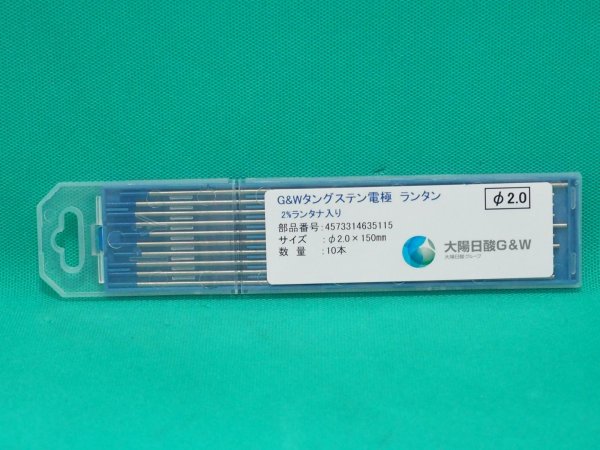 G&Wタングステン電極 ランタン
φ2.0
2%ランタナ入り
部品番号:4573314635115
サイズ :φ2.0×150mm
数量 :10本
大陽日酸G&W
大陽日酸グループ